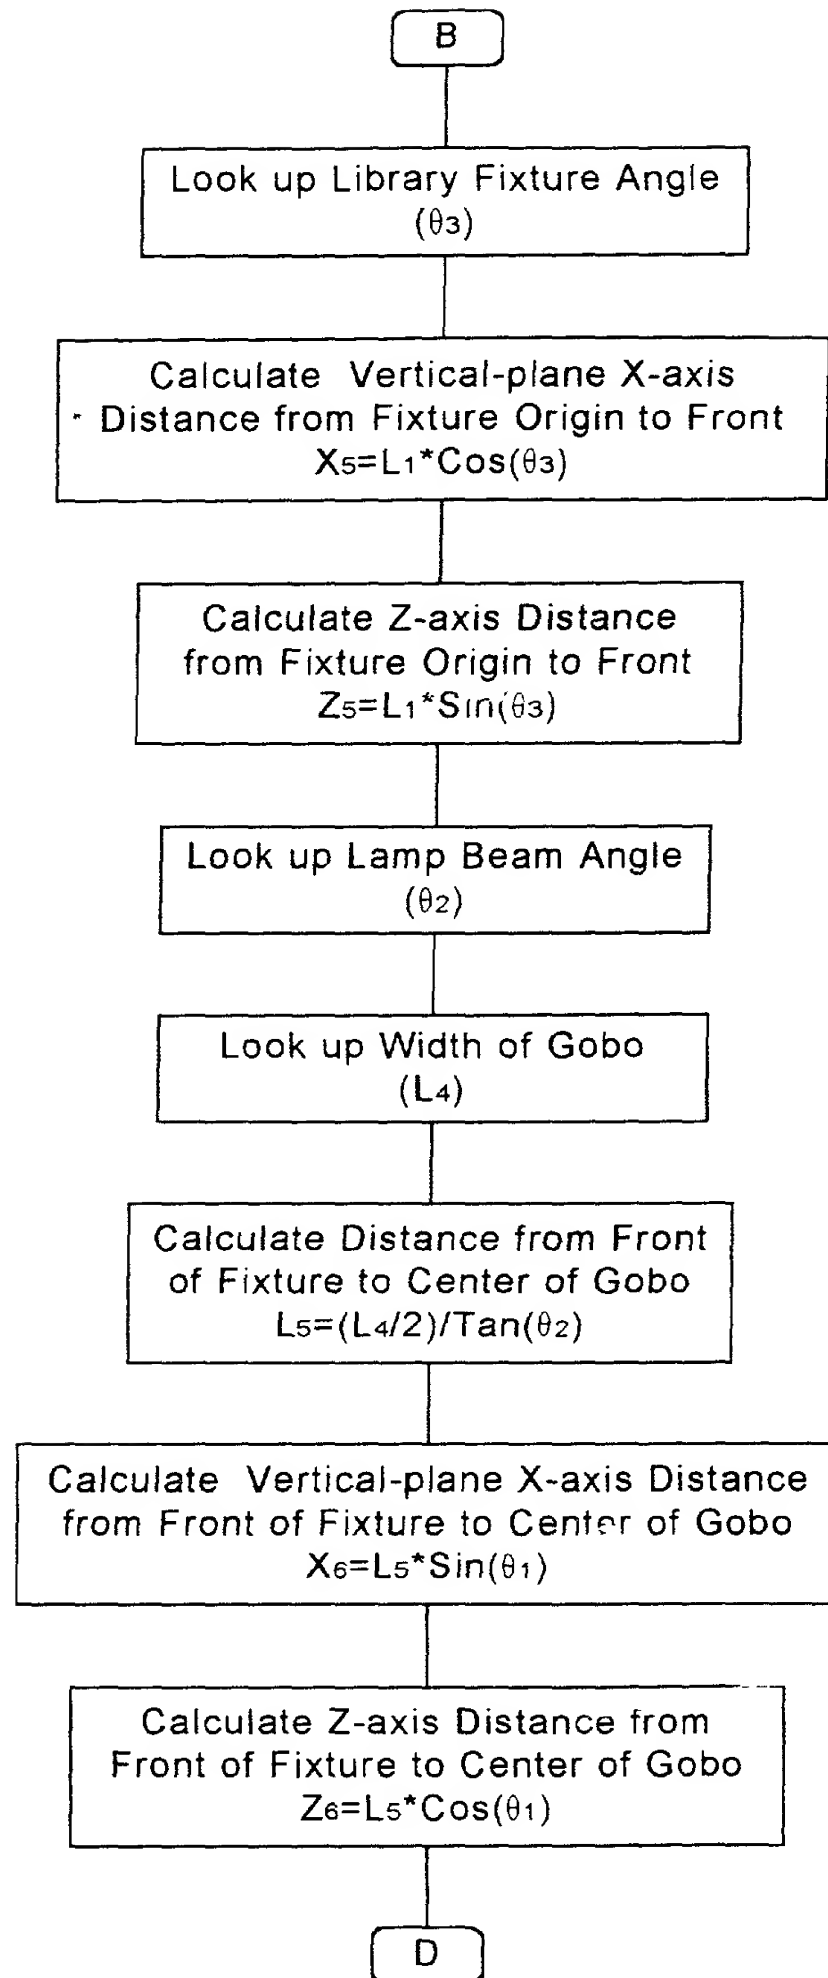 B
Look up Library Fixture Angle
(θ3)
Calculate Vertical-plane X-axis
Distance from Fixture Origin to Front
X5=L1*Cos(θ3)
Calculate Z-axis Distance
from Fixture Origin to Front
Z5=L1*Sin(θ3)
Look up Lamp Beam Angle
(θ2)
Look up Width of Gobo
(L4)
Calculate Distance from Front
of Fixture to Center of Gobo
L5=(L4/2)/Tan(θ2)
Calculate Vertical-plane X-axis Distance
from Front of Fixture to Center of Gobo
X6=L5*Sin(θ1)
Calculate Z-axis Distance from
Front of Fixture to Center of Gobo
Z6=L5*Cos(θ1)
D